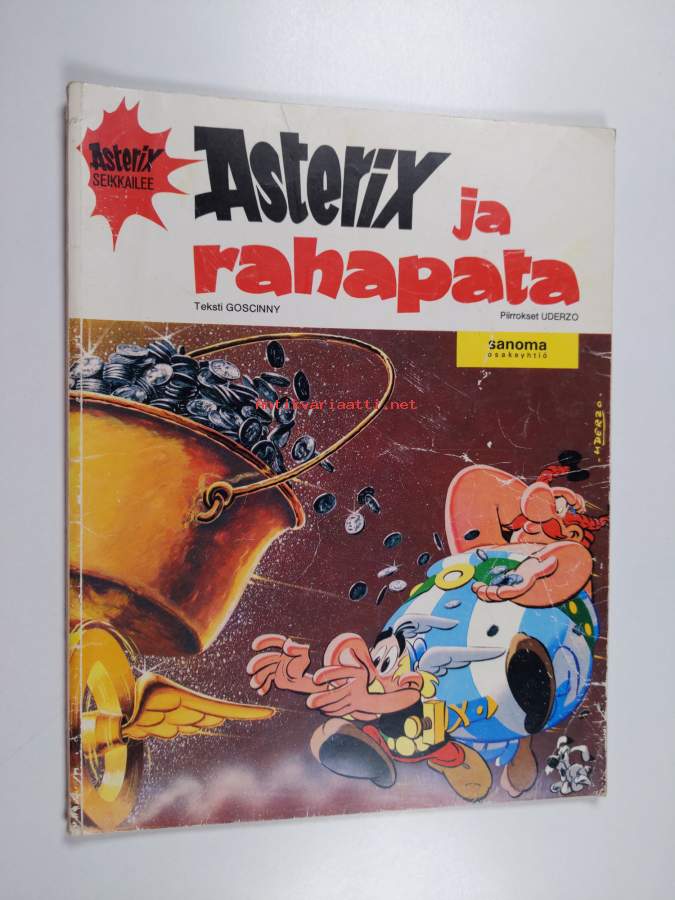 Asterix
SEIKKAILEE
Asterix ja
rahapata
Teksti GOSCINNY
Piirrokset UDERZO
sanoma
osakeyhtiö
Antikvariaatti.net
-UDERZO-